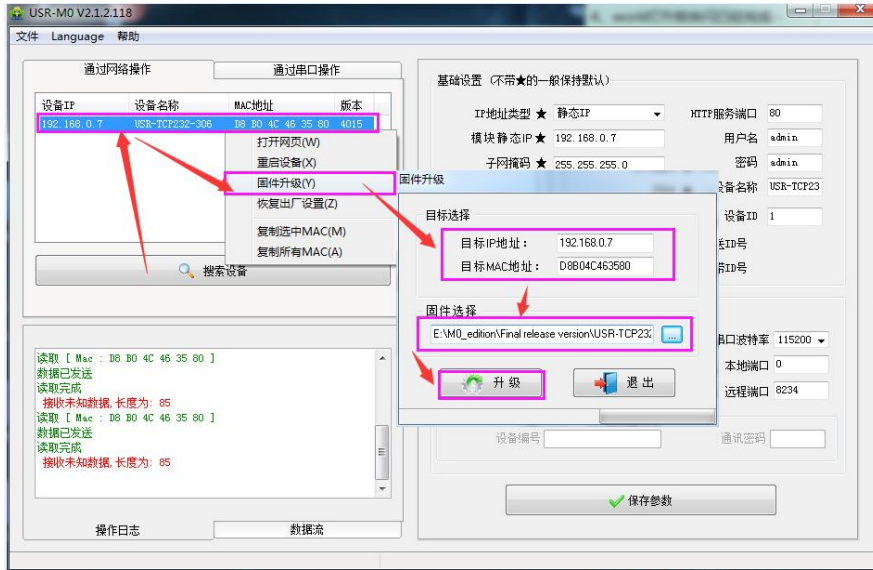 USR-M0 V2.1.2.118
文件 Language 帮助
通过网络操作 通过串口操作
设备IP 设备名称 MAC地址 版本
192.168.0.7 USR-TCP232-306 D8 B0 4C 46 35 80 4015
打开网页(W)
重启设备(X)
固件升级(Y)
恢复出厂设置(Z)
复制选中MAC(M)
复制所有MAC(A)
搜索设备
读取 [ Mac : D8 B0 4C 46 35 80 ]
数据已发送
读取完成
接收未知数据,长度为: 85
读取 [ Mac : D8 B0 4C 46 35 80 ]
数据已发送
读取完成
接收未知数据,长度为: 85
操作日志 数据流
基础设置 (不带★的一般保持默认)
IP地址类型 ★ 静态IP HTTP服务端口 80
模块静态IP ★ 192.168.0.7 用户名 admin
子网掩码 ★ 255.255.255.0 密码 admin
设备名称 USR-TCP23
设备ID 1
送ID号
带ID号
固件升级
目标选择
目标IP地址: 192.168.0.7
目标MAC地址: D8B04C463580
固件选择
E:\M0_edition\Final release version\USR-TCP232 ...
升 级 退 出
串口波特率 115200
本地端口 0
远程端口 8234
设备编号 通讯密码
保存参数